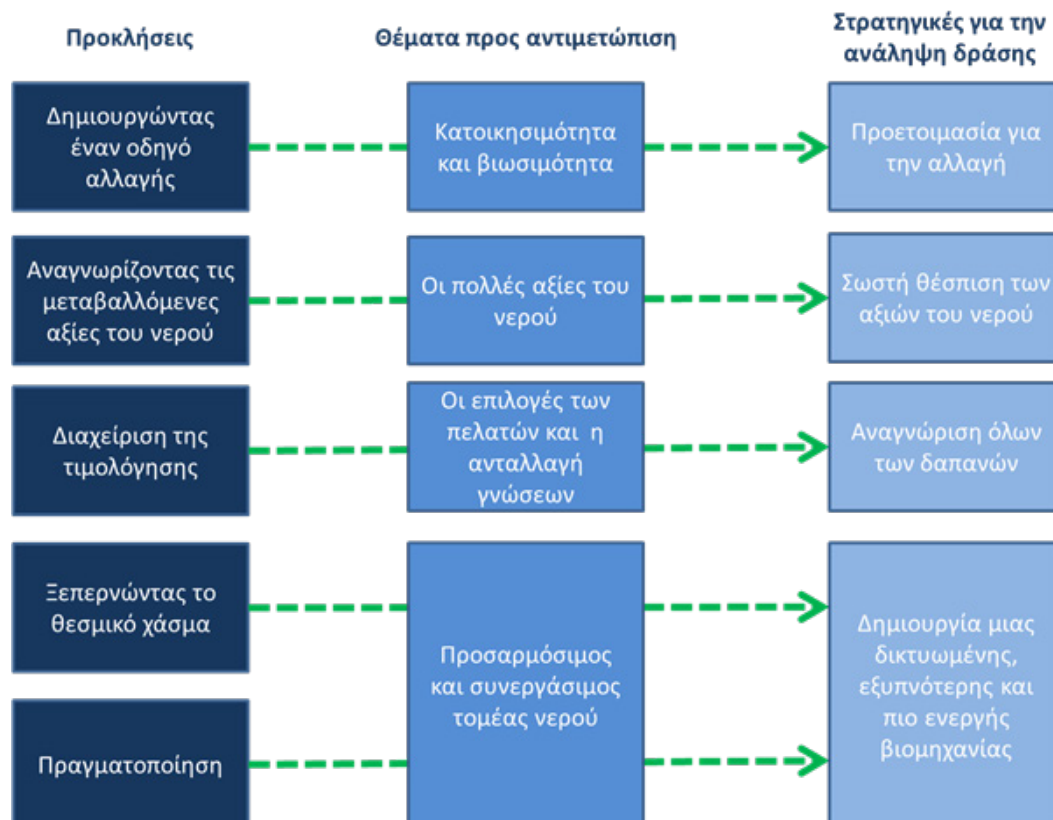 Προκλήσεις
Θέματα προς αντιμετώπιση
Στρατηγικές για την
ανάληψη δράσης
Δημιουργώντας
έναν οδηγό
αλλαγής
Κατοικησιμότητα
και βιωσιμότητα
Προετοιμασία για
την αλλαγή
Αναγνωρίζοντας τις
μεταβαλλόμενες
αξίες του νερού
Οι πολλές αξίες του
νερού
Σωστή θέσπιση των
αξιών του νερού
Διαχείριση της
τιμολόγησης
Οι επιλογές των
πελατών και η
ανταλλαγή
γνώσεων
Αναγνώριση όλων
των δαπανών
Ξεπερνώντας το
θεσμικό χάσμα
Προσαρμόσιμος
και συνεργάσιμος
τομέας νερού
Δημιουργία μιας
δικτυωμένης,
εξυπνότερης και
πιο ενεργής
βιομηχανίας
Πραγματοποίηση